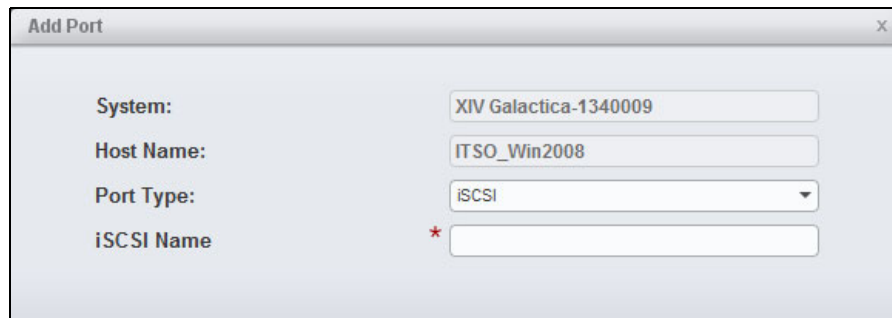 Add Port x
System: XIV Galactica-1340009
Host Name: ITSO_Win2008
Port Type: iSCSI
iSCSI Name *